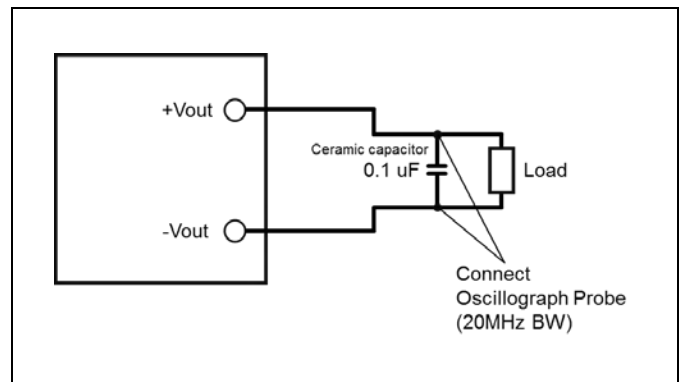 +Vout
Ceramic capacitor
0.1 uF
Load
-Vout
Connect
Oscillograph Probe
(20MHz BW)